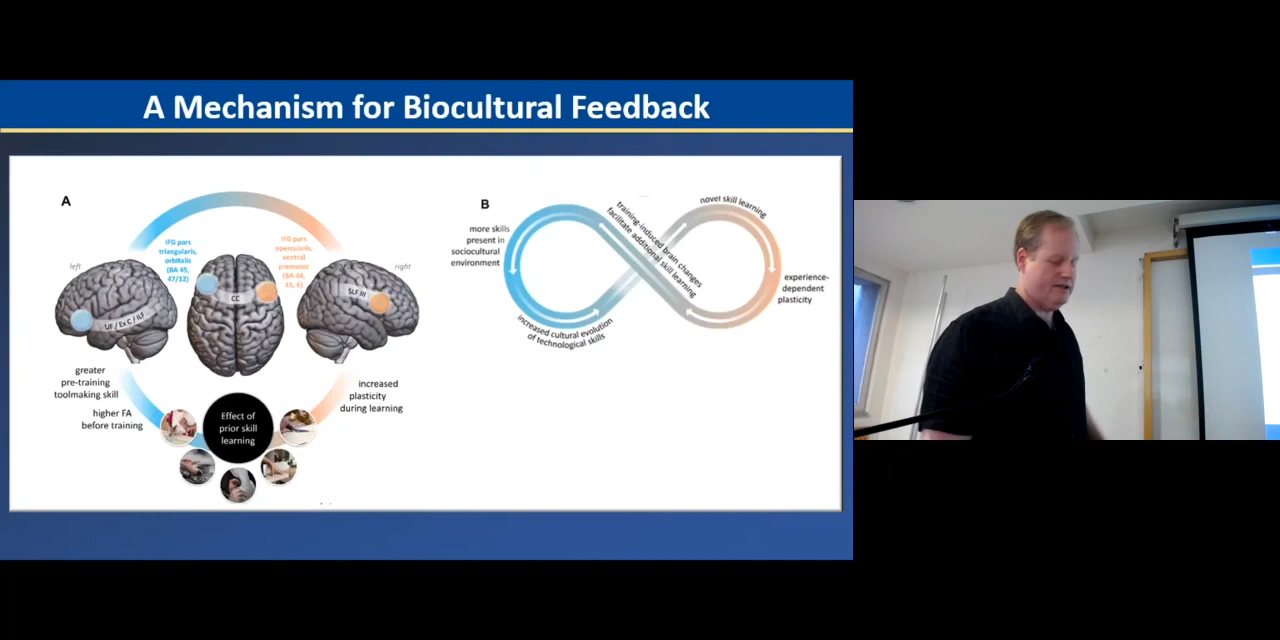 A Mechanism for Biocultural Feedback
A
IFG pars
triangularis,
orbitalis
(BA 45,
47/12)
IFG pars
opercularis,
ventral
premotor
(BA 44,
45, 6)
left
right
UF / ExC / ILF
CC
SLF III
greater
pre-training
toolmaking skill
higher FA
before training
increased
plasticity
during learning
Effect of
prior skill
learning
B
more skills
present in
sociocultural
environment
training-induced brain changes
facilitate additional skill learning
novel skill learning
experience-
dependent
plasticity
increased cultural evolution
of technological skills